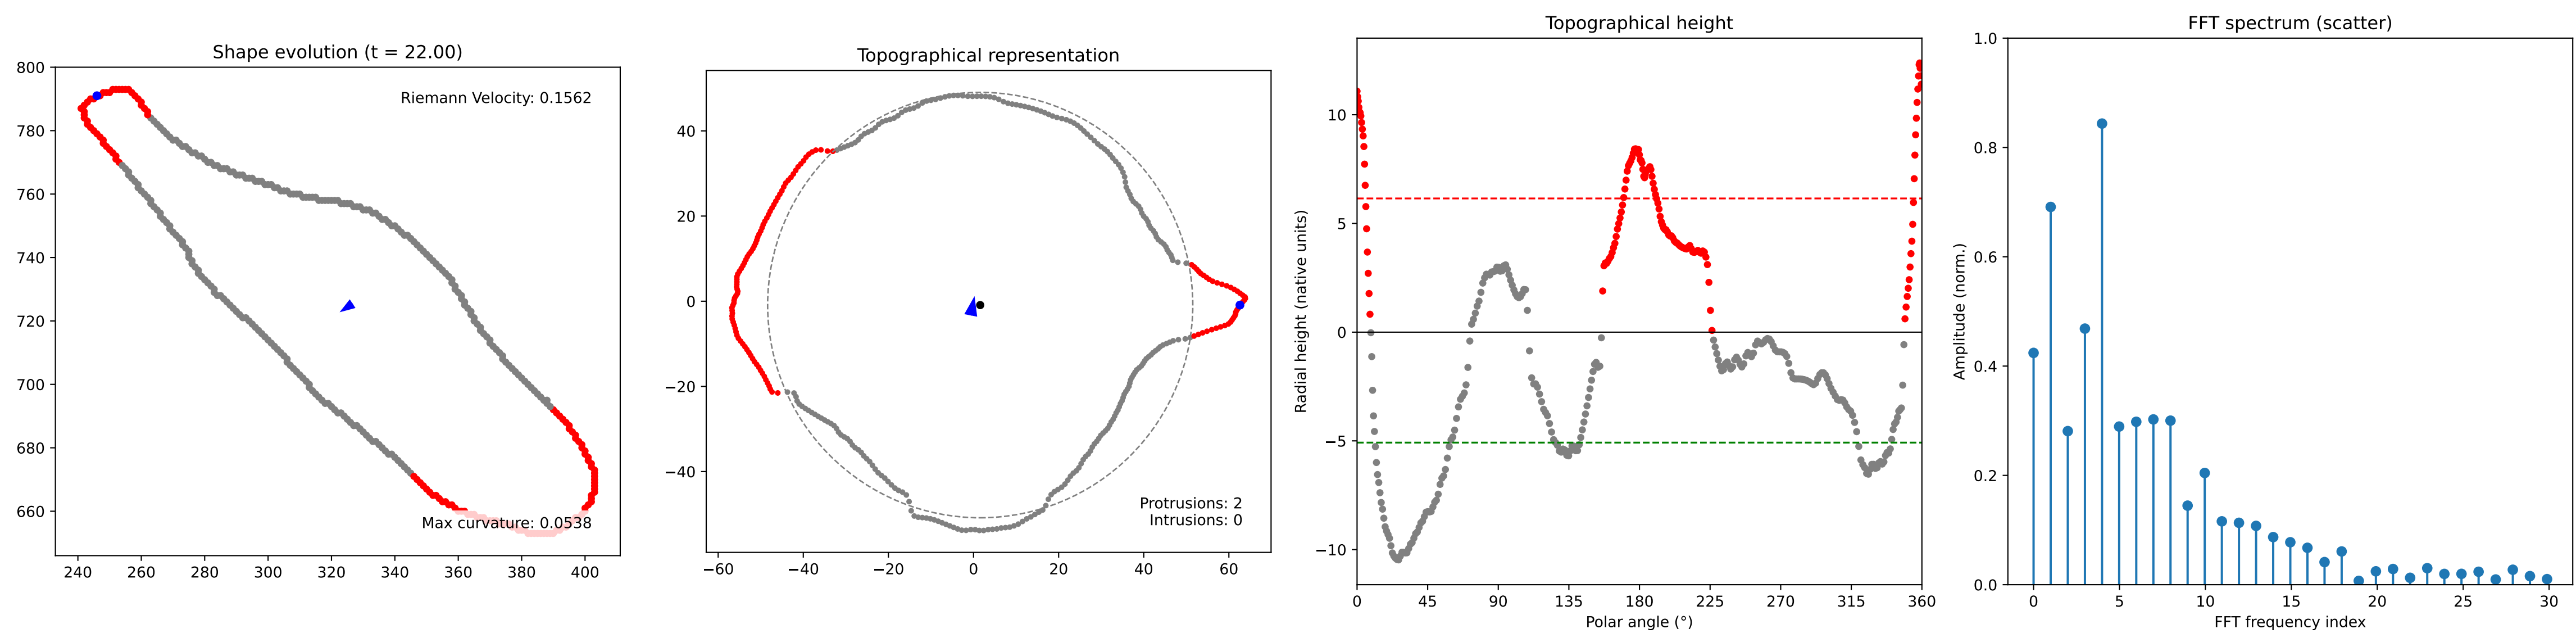 Shape evolution (t = 22.00)
Riemann Velocity: 0.1562
Max curvature: 0.0538
800
780
760
740
720
700
680
660
240 260 280 300 320 340 360 380 400
Topographical representation
40
20
0
−20
−40
−60 −40 −20 0 20 40 60
Protrusions: 2
Intrusions: 0
Topographical height
Radial height (native units)
10
5
0
−5
−10
0 45 90 135 180 225 270 315 360
Polar angle (°)
FFT spectrum (scatter)
Amplitude (norm.)
1.0
0.8
0.6
0.4
0.2
0.0
0 5 10 15 20 25 30
FFT frequency index